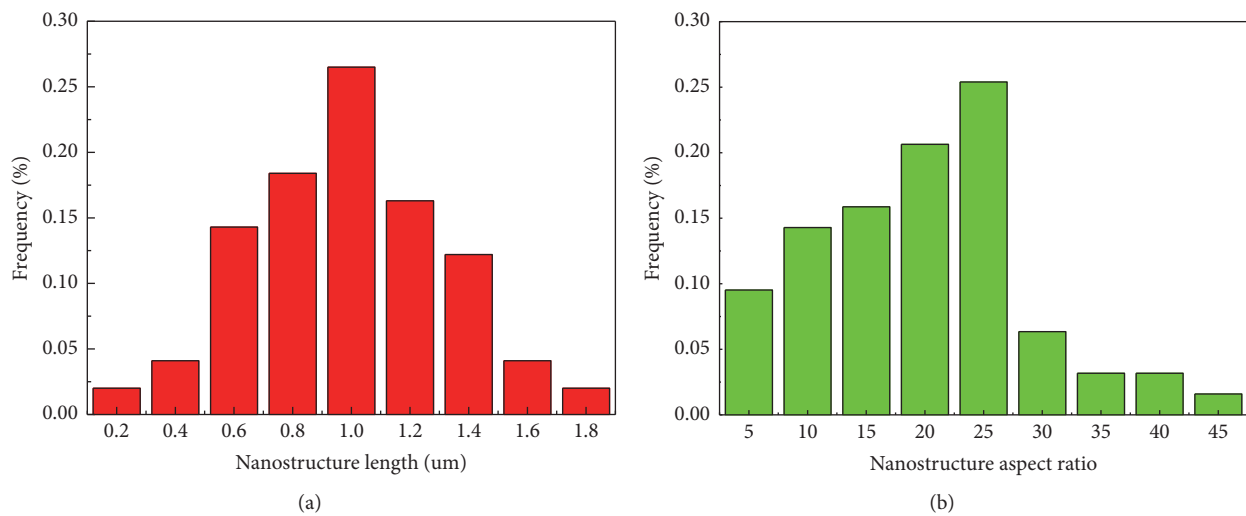 0.30
0.25
0.20
0.15
0.10
0.05
0.00
Frequency (%)
0.2 0.4 0.6 0.8 1.0 1.2 1.4 1.6 1.8
Nanostructure length (um)
(a)
0.30
0.25
0.20
0.15
0.10
0.05
0.00
Frequency (%)
5 10 15 20 25 30 35 40 45
Nanostructure aspect ratio
(b)